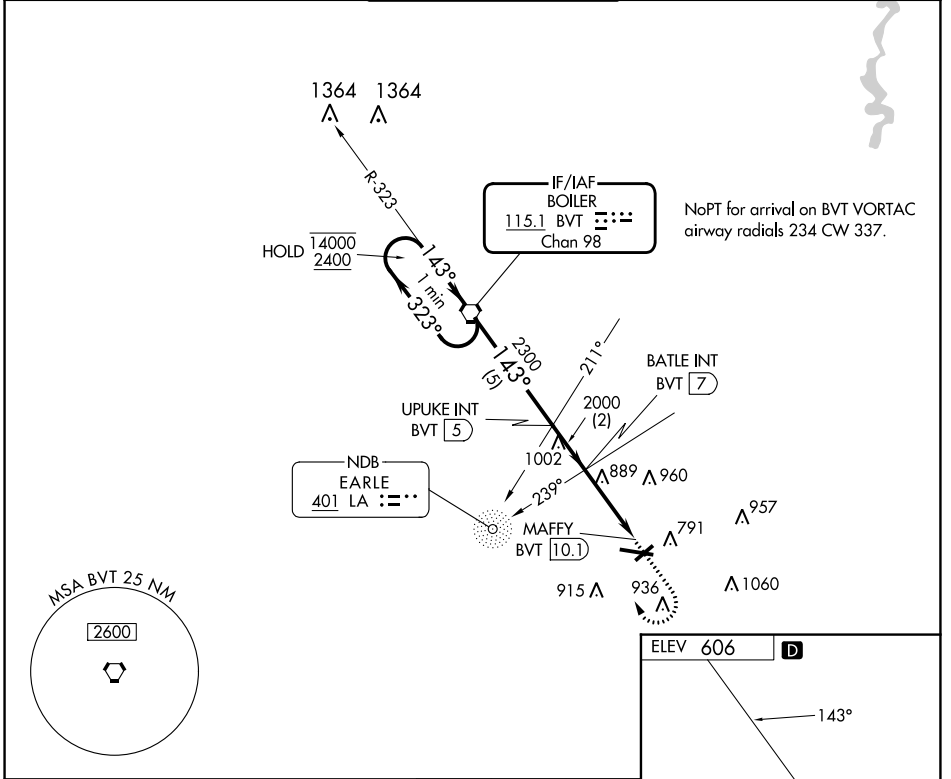 1364 1364
R-323
IF/IAF
BOILER
115.1 BVT
Chan 98
NoPT for arrival on BVT VORTAC
airway radials 234 CW 337.
HOLD 14000
2400
143°
1 min
323°
2300
143°
(5)
211°
BATLE INT
BVT 7
UPUKE INT
BVT 5
2000
(2)
1002
889 960
NDB
EARLE
401 LA
239°
MAFFY
BVT 10.1
791
957
915
936
1060
MSA BVT 25 NM
2600
ELEV 606 D
143°